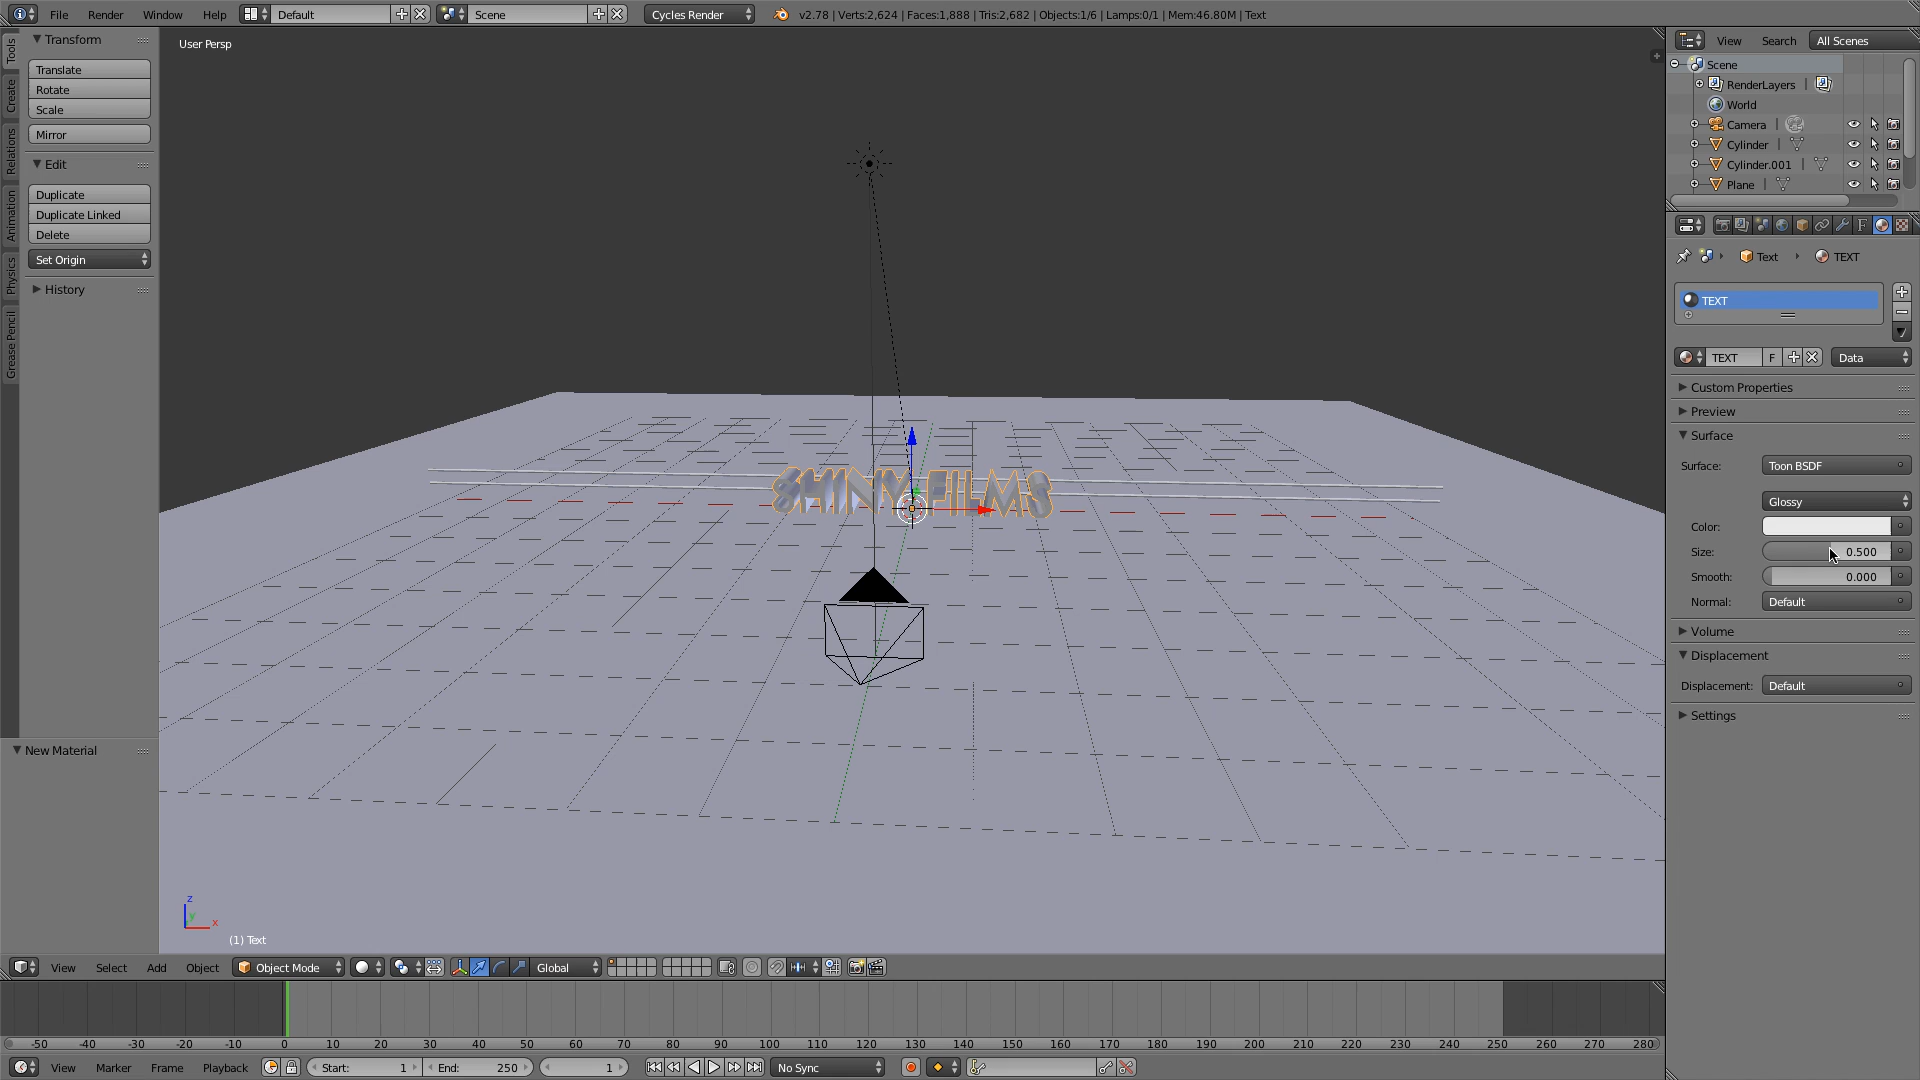 File Render Window Help Default Scene Cycles Render v2.78 | Verts:2,624 | Faces:1,888 | Tris:2,682 | Objects:1/6 | Lamps:0/1 | Mem:46.80M | Text
Tools
Create
Relations
Animation
Physics
Grease Pencil
Transform
Translate
Rotate
Scale
Mirror
Edit
Duplicate
Duplicate Linked
Delete
Set Origin
History
New Material
User Persp
SHINY FILMS
z
y
x
(1) Text
View Search All Scenes
Scene
RenderLayers |
World
Camera |
Cylinder |
Cylinder.001 |
Plane |
Text TEXT
TEXT
TEXT F Data
Custom Properties
Preview
Surface
Surface: Toon BSDF
Glossy
Color:
Size: 0.500
Smooth: 0.000
Normal: Default
Volume
Displacement
Displacement: Default
Settings
View Select Add Object Object Mode Global
-50 -40 -30 -20 -10 0 10 20 30 40 50 60 70 80 90 100 110 120 130 140 150 160 170 180 190 200 210 220 230 240 250 260 270 280
View Marker Frame Playback Start: 1 End: 250 1 No Sync